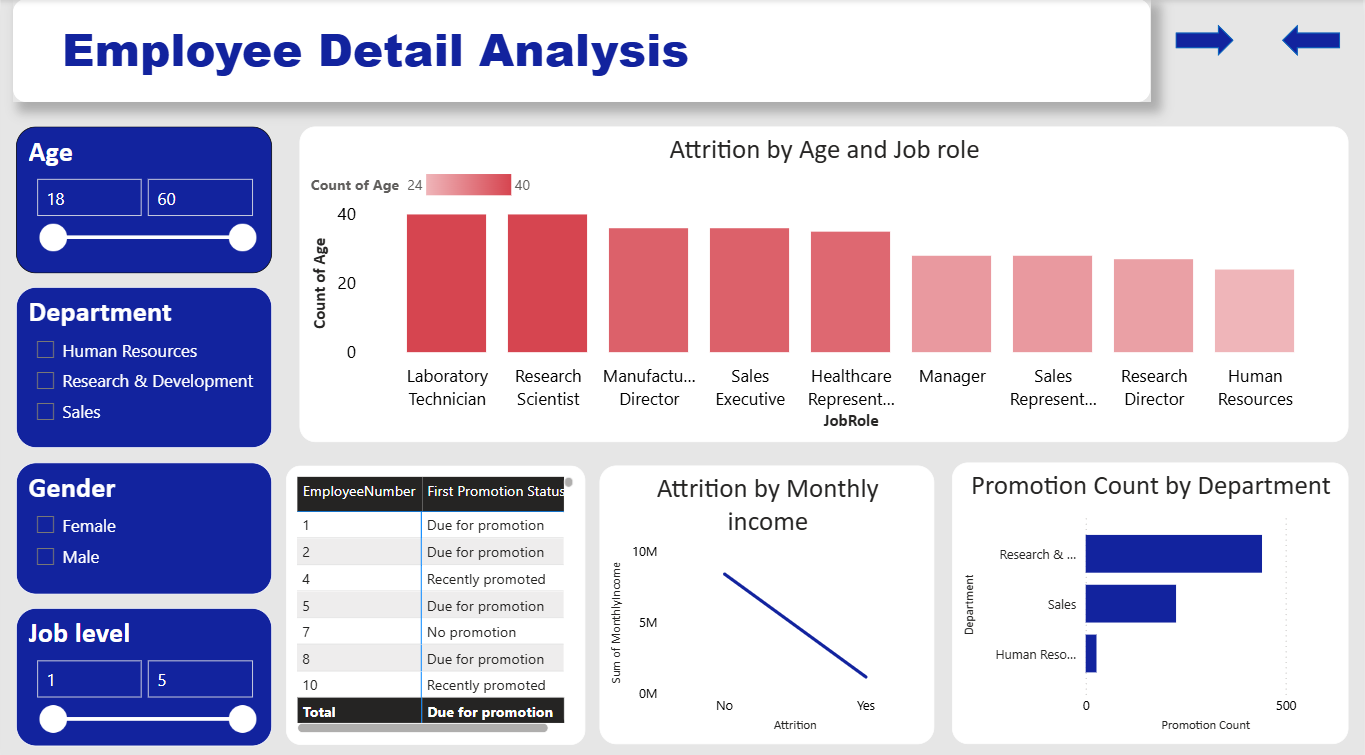 Employee Detail Analysis
Age
18 60
Department
Human Resources
Research & Development
Sales
Gender
Female
Male
Job level
1 5
Attrition by Age and Job role
Count of Age 24 40
Count of Age
40
20
0
Laboratory Technician
Research Scientist
Manufactu... Director
Sales Executive
Healthcare Represent...
Manager
Sales Represent...
Research Director
Human Resources
JobRole
EmployeeNumber First Promotion Status
1 Due for promotion
2 Due for promotion
4 Recently promoted
5 Due for promotion
7 No promotion
8 Due for promotion
10 Recently promoted
Total Due for promotion
Attrition by Monthly
income
Sum of MonthlyIncome
10M
5M
0M
No Yes
Attrition
Promotion Count by Department
Department
Research & ...
Sales
Human Reso...
0 500
Promotion Count